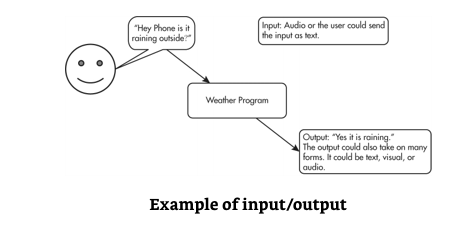 "Hey Phone is it
raining outside?"
Input: Audio or the user could send
the input as text.
Weather Program
Output: "Yes it is raining."
The output could also take on many
forms. It could be text, visual, or
audio.
Example of input/output